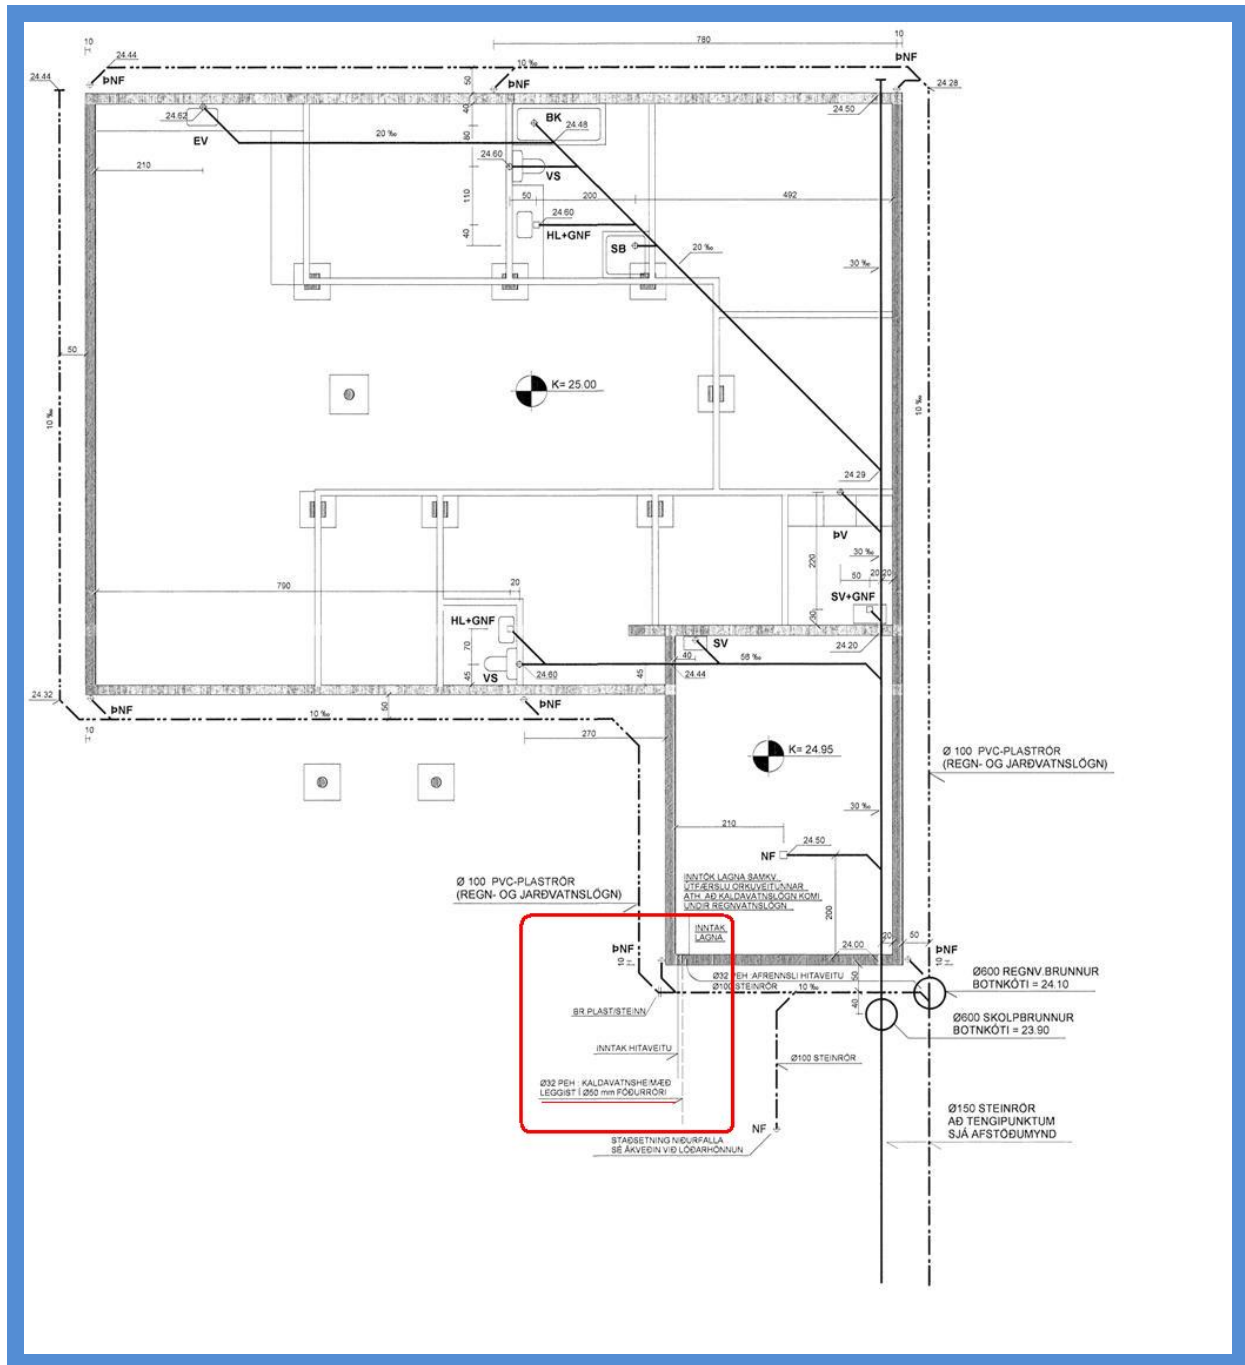 10
780
10
24.44
ÞNF
24.44
ÞNF
10 ‰
50
ÞNF
24.28
24.62
EV
20 ‰
40
80
BK
24.48
24.50
24.60
VS
210
110
50
200
492
24.60
HL+GNF
40
SB
20 ‰
30 ‰
50
K= 25.00
10 ‰
10 ‰
24.29
ÞV
30 ‰
220
50
20
20
SV+GNF
30
790
20
HL+GNF
70
SV
40
56 ‰
24.20
45
VS
24.60
45
24.44
24.32
ÞNF
10 ‰
50
ÞNF
10
270
K= 24.95
Ø 100 PVC-PLASTRÖR
(REGN- OG JARÐVATNSLÖGN)
30 ‰
210
24.50
NF
Ø 100 PVC-PLASTRÖR
(REGN- OG JARÐVATNSLÖGN)
INNTÖK LAGNA SAMKV.
ÚTFÆRSLU ORKUVEITUNNAR
ATH. AÐ KALDAVATNSLÖGN KOMI
UNDIR REGNVATNSLÖGN
200
INNTAK
LAGNA
20
50
24.00
ÞNF
10
ÞNF
10
Ø32 PEH AFRENNSLI HITAVEITU
Ø100 STEINRÖR
10 ‰
50
40
Ø600 REGNV.BRUNNUR
BOTNKÓTI = 24.10
BR.PLAST/STEINN
Ø600 SKOLPBRUNNUR
BOTNKÓTI = 23.90
INNTAK HITAVEITU
Ø100 STEINRÖR
Ø32 PEH : KALDAVATNSHEIMÆÐ
LEGGIST Í Ø50 mm FÓÐURRÖRI
Ø150 STEINRÖR
AÐ TENGIPUNKTUM
SJÁ AFSTÖÐUMYND
NF
STAÐSETNING NIÐURFALLA
SÉ ÁKVEÐIN VIÐ LÓÐARHÖNNUN